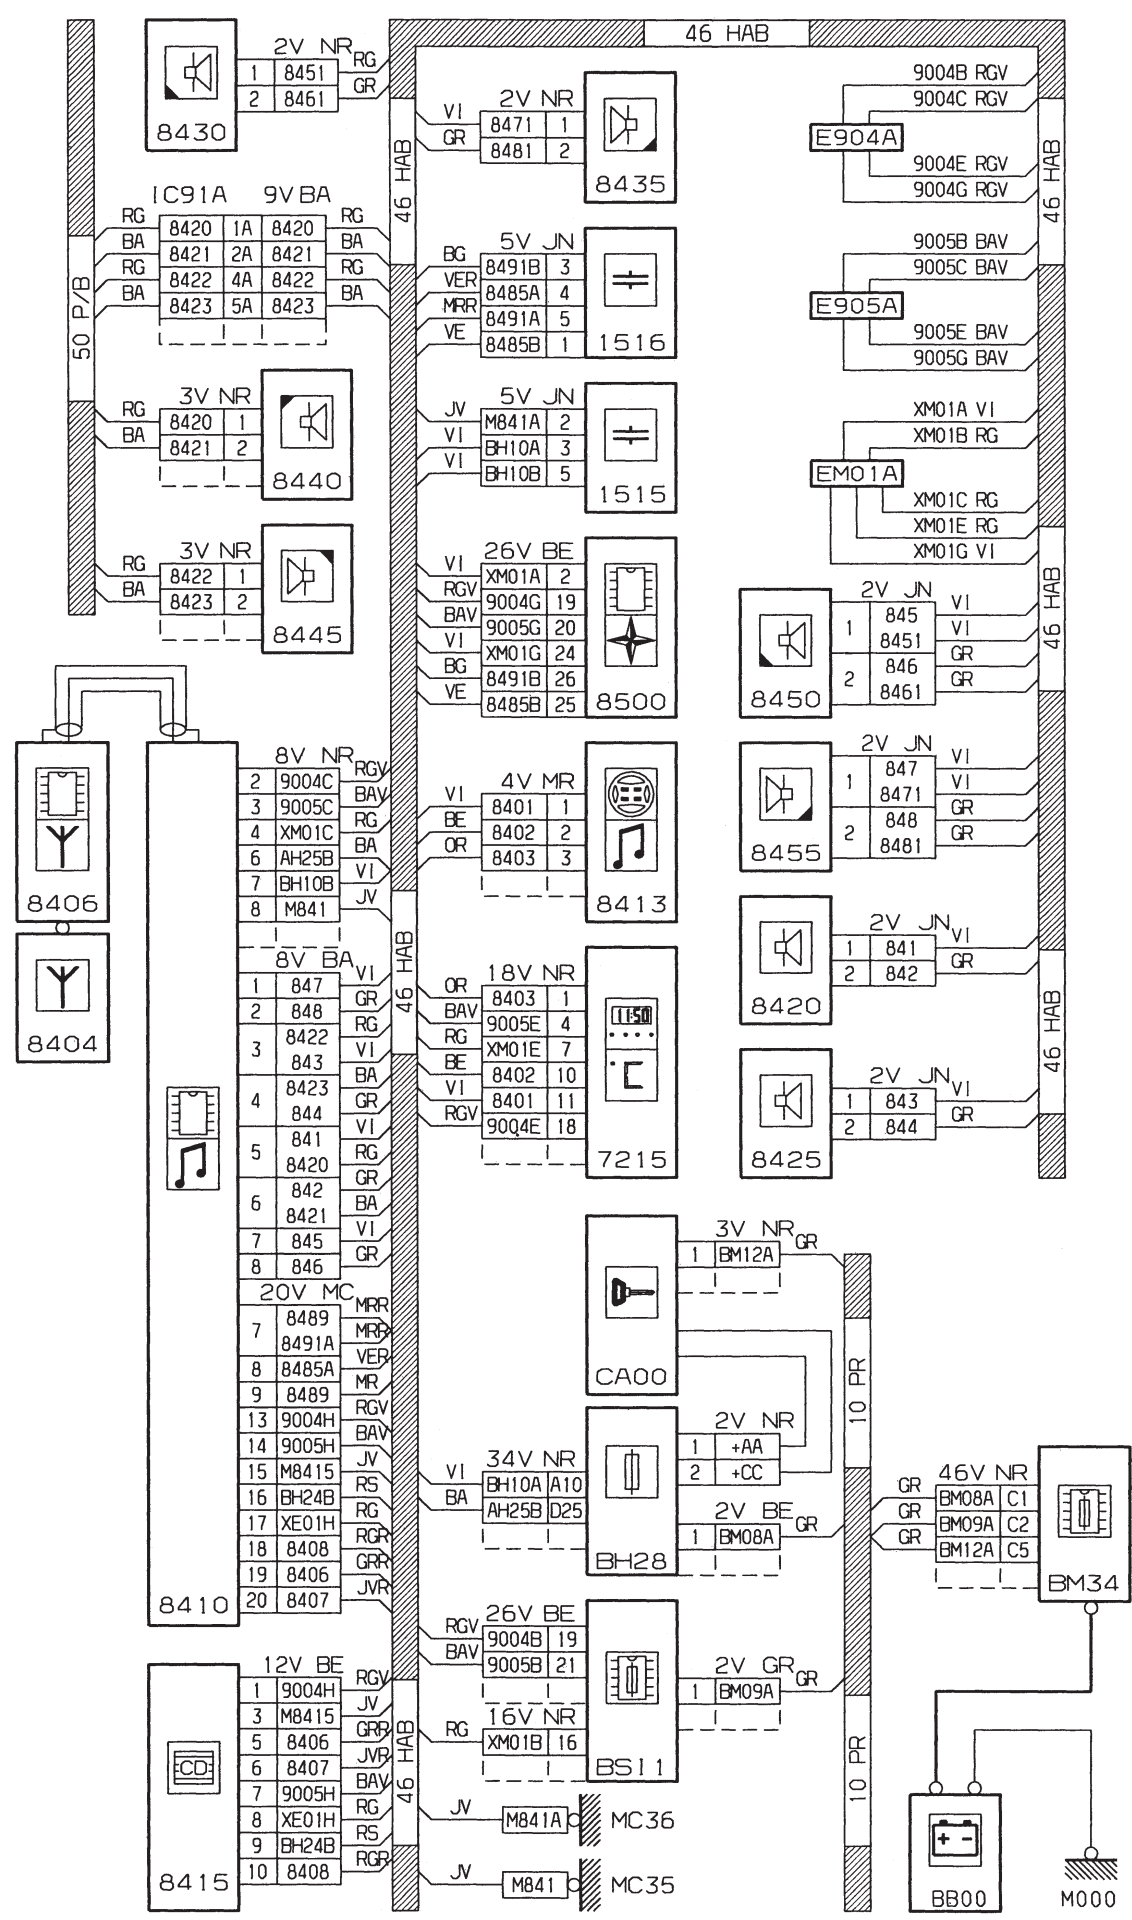 46 HAB
2V NR
RG
1 8451
GR
2 8461
8430
46 HAB
VI
2V NR
8471 1
GR
8481 2
8435
9004B RGV
9004C RGV
E904A
9004E RGV
9004G RGV
46 HAB
50 P/B
IC91A 9V BA
RG 8420 1A 8420 RG
BA 8421 2A 8421 BA
RG 8422 4A 8422 RG
BA 8423 5A 8423 BA
5V JN
BG 8491B 3
VER 8485A 4
MRR 8491A 5
VE 8485B 1
1516
9005B BAV
9005C BAV
E905A
9005E BAV
9005G BAV
3V NR
RG 8420 1
BA 8421 2
8440
5V JN
JV M841A 2
VI BH10A 3
VI BH10B 5
1515
XM01A VI
XM01B RG
EM01A
XM01C RG
XM01E RG
XM01G VI
46 HAB
3V NR
RG 8422 1
BA 8423 2
8445
26V BE
VI XM01A 2
RGV 9004G 19
BAV 9005G 20
VI XM01G 24
BG 8491B 26
VE 8485B 25
8500
2V JN
1 845 VI
8451 VI
2 846 GR
8461 GR
8450
8406
8404
8V NR
2 9004C RGV
3 9005C BAV
4 XM01C RG
6 AH25B BA
7 BH10B VI
8 M841 JV
4V MR
VI 8401 1
BE 8402 2
OR 8403 3
8413
2V JN
1 847 VI
8471 VI
2 848 GR
8481 GR
8455
46 HAB
8V BA
1 847 VI
2 848 GR
3 8422 RG
843 VI
4 8423 BA
844 GR
5 841 VI
8420 RG
6 842 GR
8421 BA
7 845 VI
8 846 GR
18V NR
OR 8403 1
BAV 9005E 4
RG XM01E 7
BE 8402 10
VI 8401 11
RGV 9004E 18
11:50
°C
7215
2V JN
1 841 VI
2 842 GR
8420
46 HAB
2V JN
1 843 VI
2 844 GR
8425
20V MC
7 8489 MRR
8491A MRR
8 8485A VER
9 8489 MR
13 9004H RGV
14 9005H BAV
15 M8415 JV
16 BH24B RS
17 XE01H RG
18 8408 RGR
19 8406 GRR
20 8407 JVR
8410
3V NR
1 BM12A GR
CA00
10 PR
34V NR
VI BH10A A10
BA AH25B D25
2V NR
1 +AA
2 +CC
2V BE
1 BM08A GR
BH28
46V NR
GR BM08A C1
GR BM09A C2
GR BM12A C5
BM34
12V BE
1 9004H RGV
3 M8415 JV
5 8406 GRR
6 8407 JVR
7 9005H BAV
8 XE01H RG
9 BH24B RS
10 8408 RGR
CD
8415
46 HAB
26V BE
RGV 9004B 19
BAV 9005B 21
16V NR
RG XM01B 16
2V GR
1 BM09A GR
BSI1
10 PR
JV M841A MC36
JV M841 MC35
+ -
BB00
M000